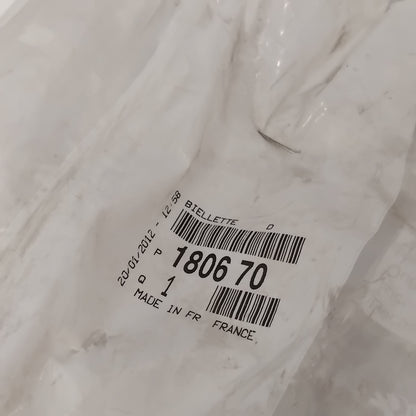 20/01/2012 - 12:58
BIELLETTE D
P 1806 70
Q 1
MADE IN FR FRANCE.